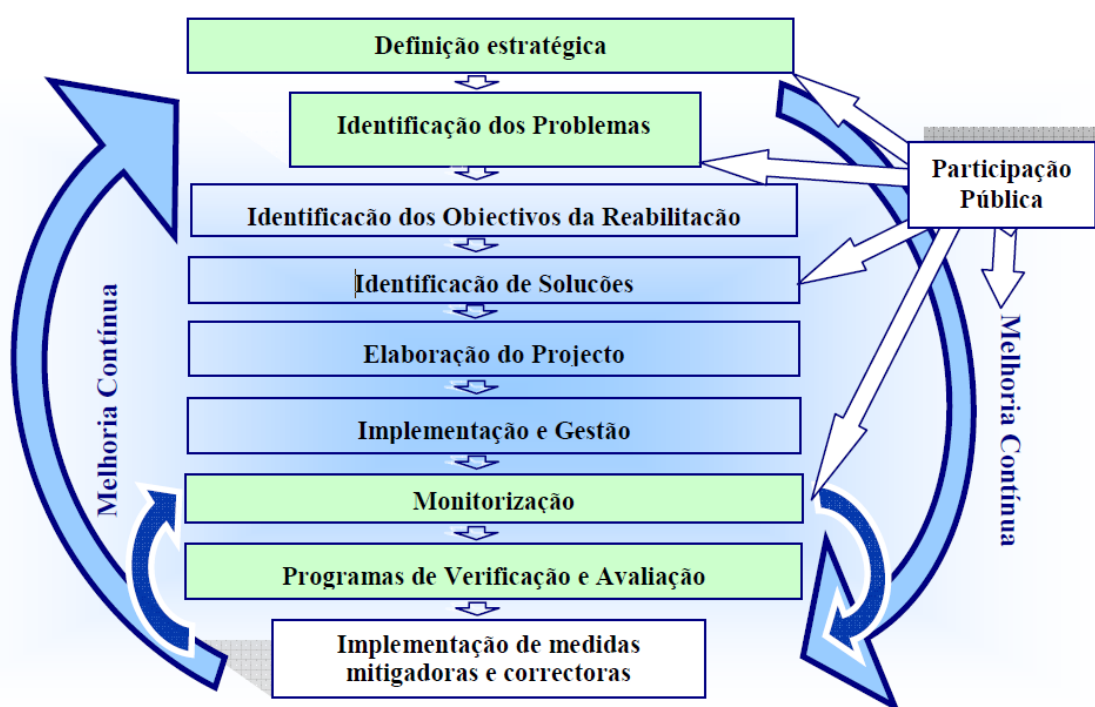 Definição estratégica
Identificação dos Problemas
Participação
Pública
Identificacão dos Obiectivos da Reabilitacão
Identificacão de Solucões
Elaboração do Projecto
Implementação e Gestão
Monitorização
Programas de Verificação e Avaliação
Implementação de medidas
mitigadoras e correctoras
Melhoria Contínua
Melhoria Contínua